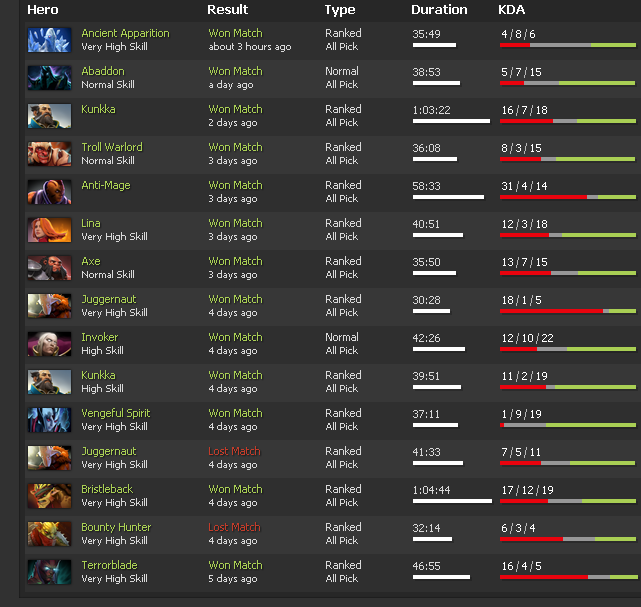 Hero Result Type Duration KDA
Ancient Apparition Won Match Ranked 35:49 4/8/6
Very High Skill about 3 hours ago All Pick
Abaddon Won Match Normal 38:53 5/7/15
Normal Skill a day ago All Pick
Kunkka Won Match Ranked 1:03:22 16/7/18
2 days ago All Pick
Troll Warlord Won Match Ranked 36:08 8/3/15
Normal Skill 3 days ago All Pick
Anti-Mage Won Match Ranked 58:33 31/4/14
3 days ago All Pick
Lina Won Match Ranked 40:51 12/3/18
Very High Skill 3 days ago All Pick
Axe Won Match Ranked 35:50 13/7/15
Normal Skill 3 days ago All Pick
Juggernaut Won Match Ranked 30:28 18/1/5
Very High Skill 4 days ago All Pick
Invoker Won Match Normal 42:26 12/10/22
High Skill 4 days ago All Pick
Kunkka Won Match Ranked 39:51 11/2/19
High Skill 4 days ago All Pick
Vengeful Spirit Won Match Ranked 37:11 1/9/19
Very High Skill 4 days ago All Pick
Juggernaut Lost Match Ranked 41:33 7/5/11
Very High Skill 4 days ago All Pick
Bristleback Won Match Ranked 1:04:44 17/12/19
Very High Skill 4 days ago All Pick
Bounty Hunter Lost Match Ranked 32:14 6/3/4
Very High Skill 4 days ago All Pick
Terrorblade Won Match Ranked 46:55 16/4/5
Very High Skill 5 days ago All Pick